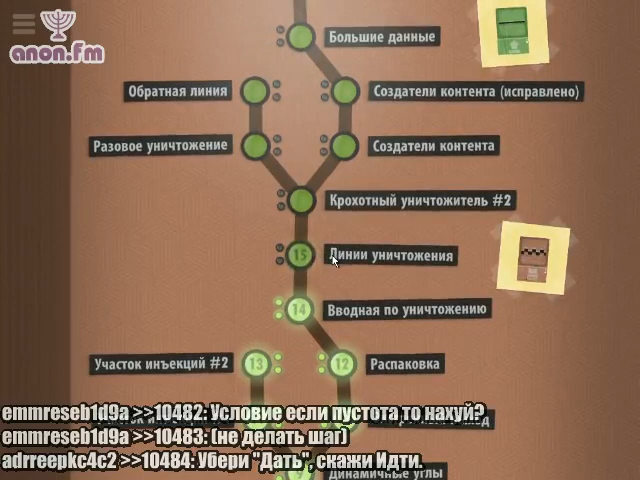 Большие данные
anon.fm
Обратная линия
Создатели контента (исправлено)
Разовое уничтожение
Создатели контента
Крохотный уничтожитель #2
15
Линии уничтожения
14
Вводная по уничтожению
Участок инъекций #2
13
12
Распаковка
emmreseb1d9a >>10482: Условие если пустота то нахуй?
emmreseb1d9a >>10483: (не делать шаг)
adrreepkc4c2 >>10484: Убери "Дать", скажи Идти.
Динамичные углы